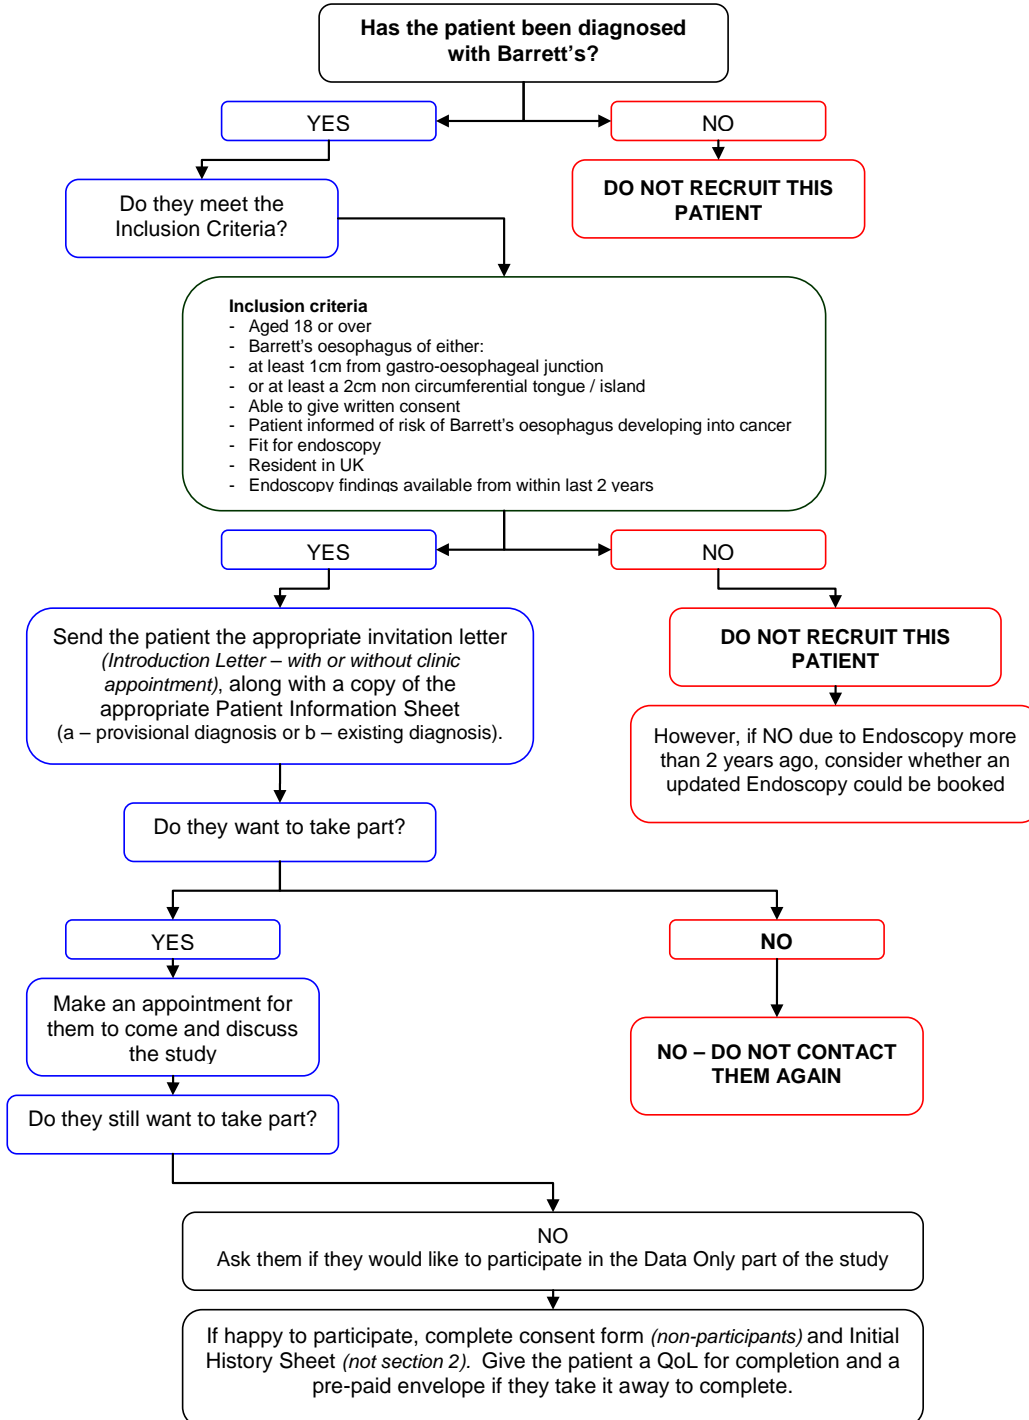 Has the patient been diagnosed
with Barrett's?
YES
NO
Do they meet the
Inclusion Criteria?
DO NOT RECRUIT THIS
PATIENT
Inclusion criteria
- Aged 18 or over
- Barrett's oesophagus of either:
- at least 1cm from gastro-oesophageal junction
- or at least a 2cm non circumferential tongue / island
- Able to give written consent
- Patient informed of risk of Barrett's oesophagus developing into cancer
- Fit for endoscopy
- Resident in UK
- Endoscopy findings available from within last 2 years
YES
NO
Send the patient the appropriate invitation letter
(Introduction Letter – with or without clinic
appointment), along with a copy of the
appropriate Patient Information Sheet
(a – provisional diagnosis or b – existing diagnosis).
DO NOT RECRUIT THIS
PATIENT
However, if NO due to Endoscopy more
than 2 years ago, consider whether an
updated Endoscopy could be booked
Do they want to take part?
YES
NO
Make an appointment for
them to come and discuss
the study
NO – DO NOT CONTACT
THEM AGAIN
Do they still want to take part?
NO
Ask them if they would like to participate in the Data Only part of the study
If happy to participate, complete consent form (non-participants) and Initial
History Sheet (not section 2). Give the patient a QoL for completion and a
pre-paid envelope if they take it away to complete.